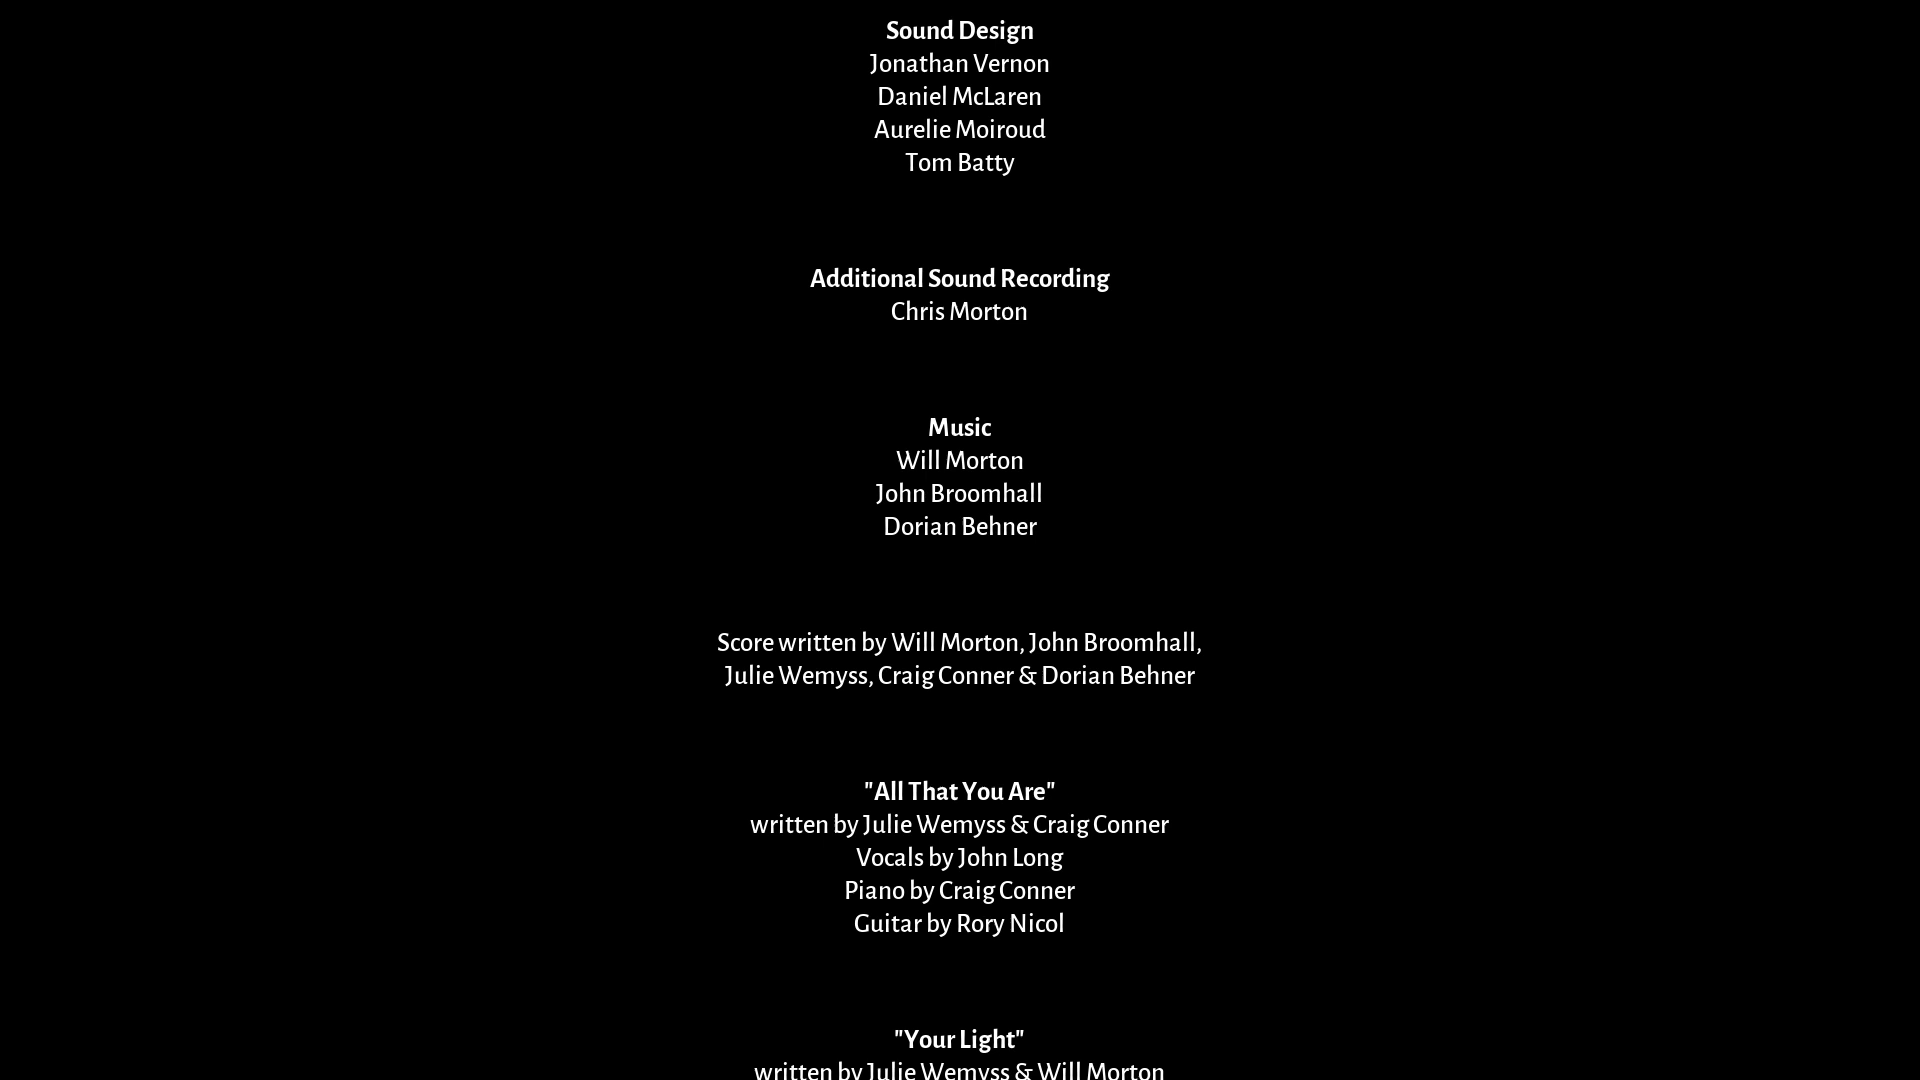 Sound Design
Jonathan Vernon
Daniel McLaren
Aurelie Moiroud
Tom Batty
Additional Sound Recording
Chris Morton
Music
Will Morton
John Broomhall
Dorian Behner
Score written by Will Morton, John Broomhall,
Julie Wemyss, Craig Conner & Dorian Behner
"All That You Are"
written by Julie Wemyss & Craig Conner
Vocals by John Long
Piano by Craig Conner
Guitar by Rory Nicol
"Your Light"
written by Julie Wemyss & Will Morton